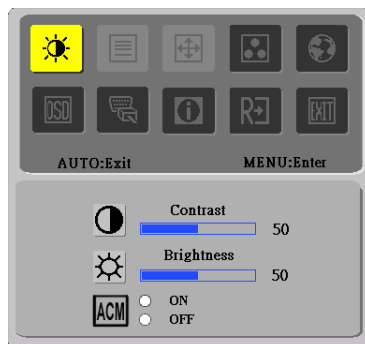 OSD R EXIT
AUTO:Exit MENU:Enter
Contrast
50
Brightness
50
ACM ON
OFF